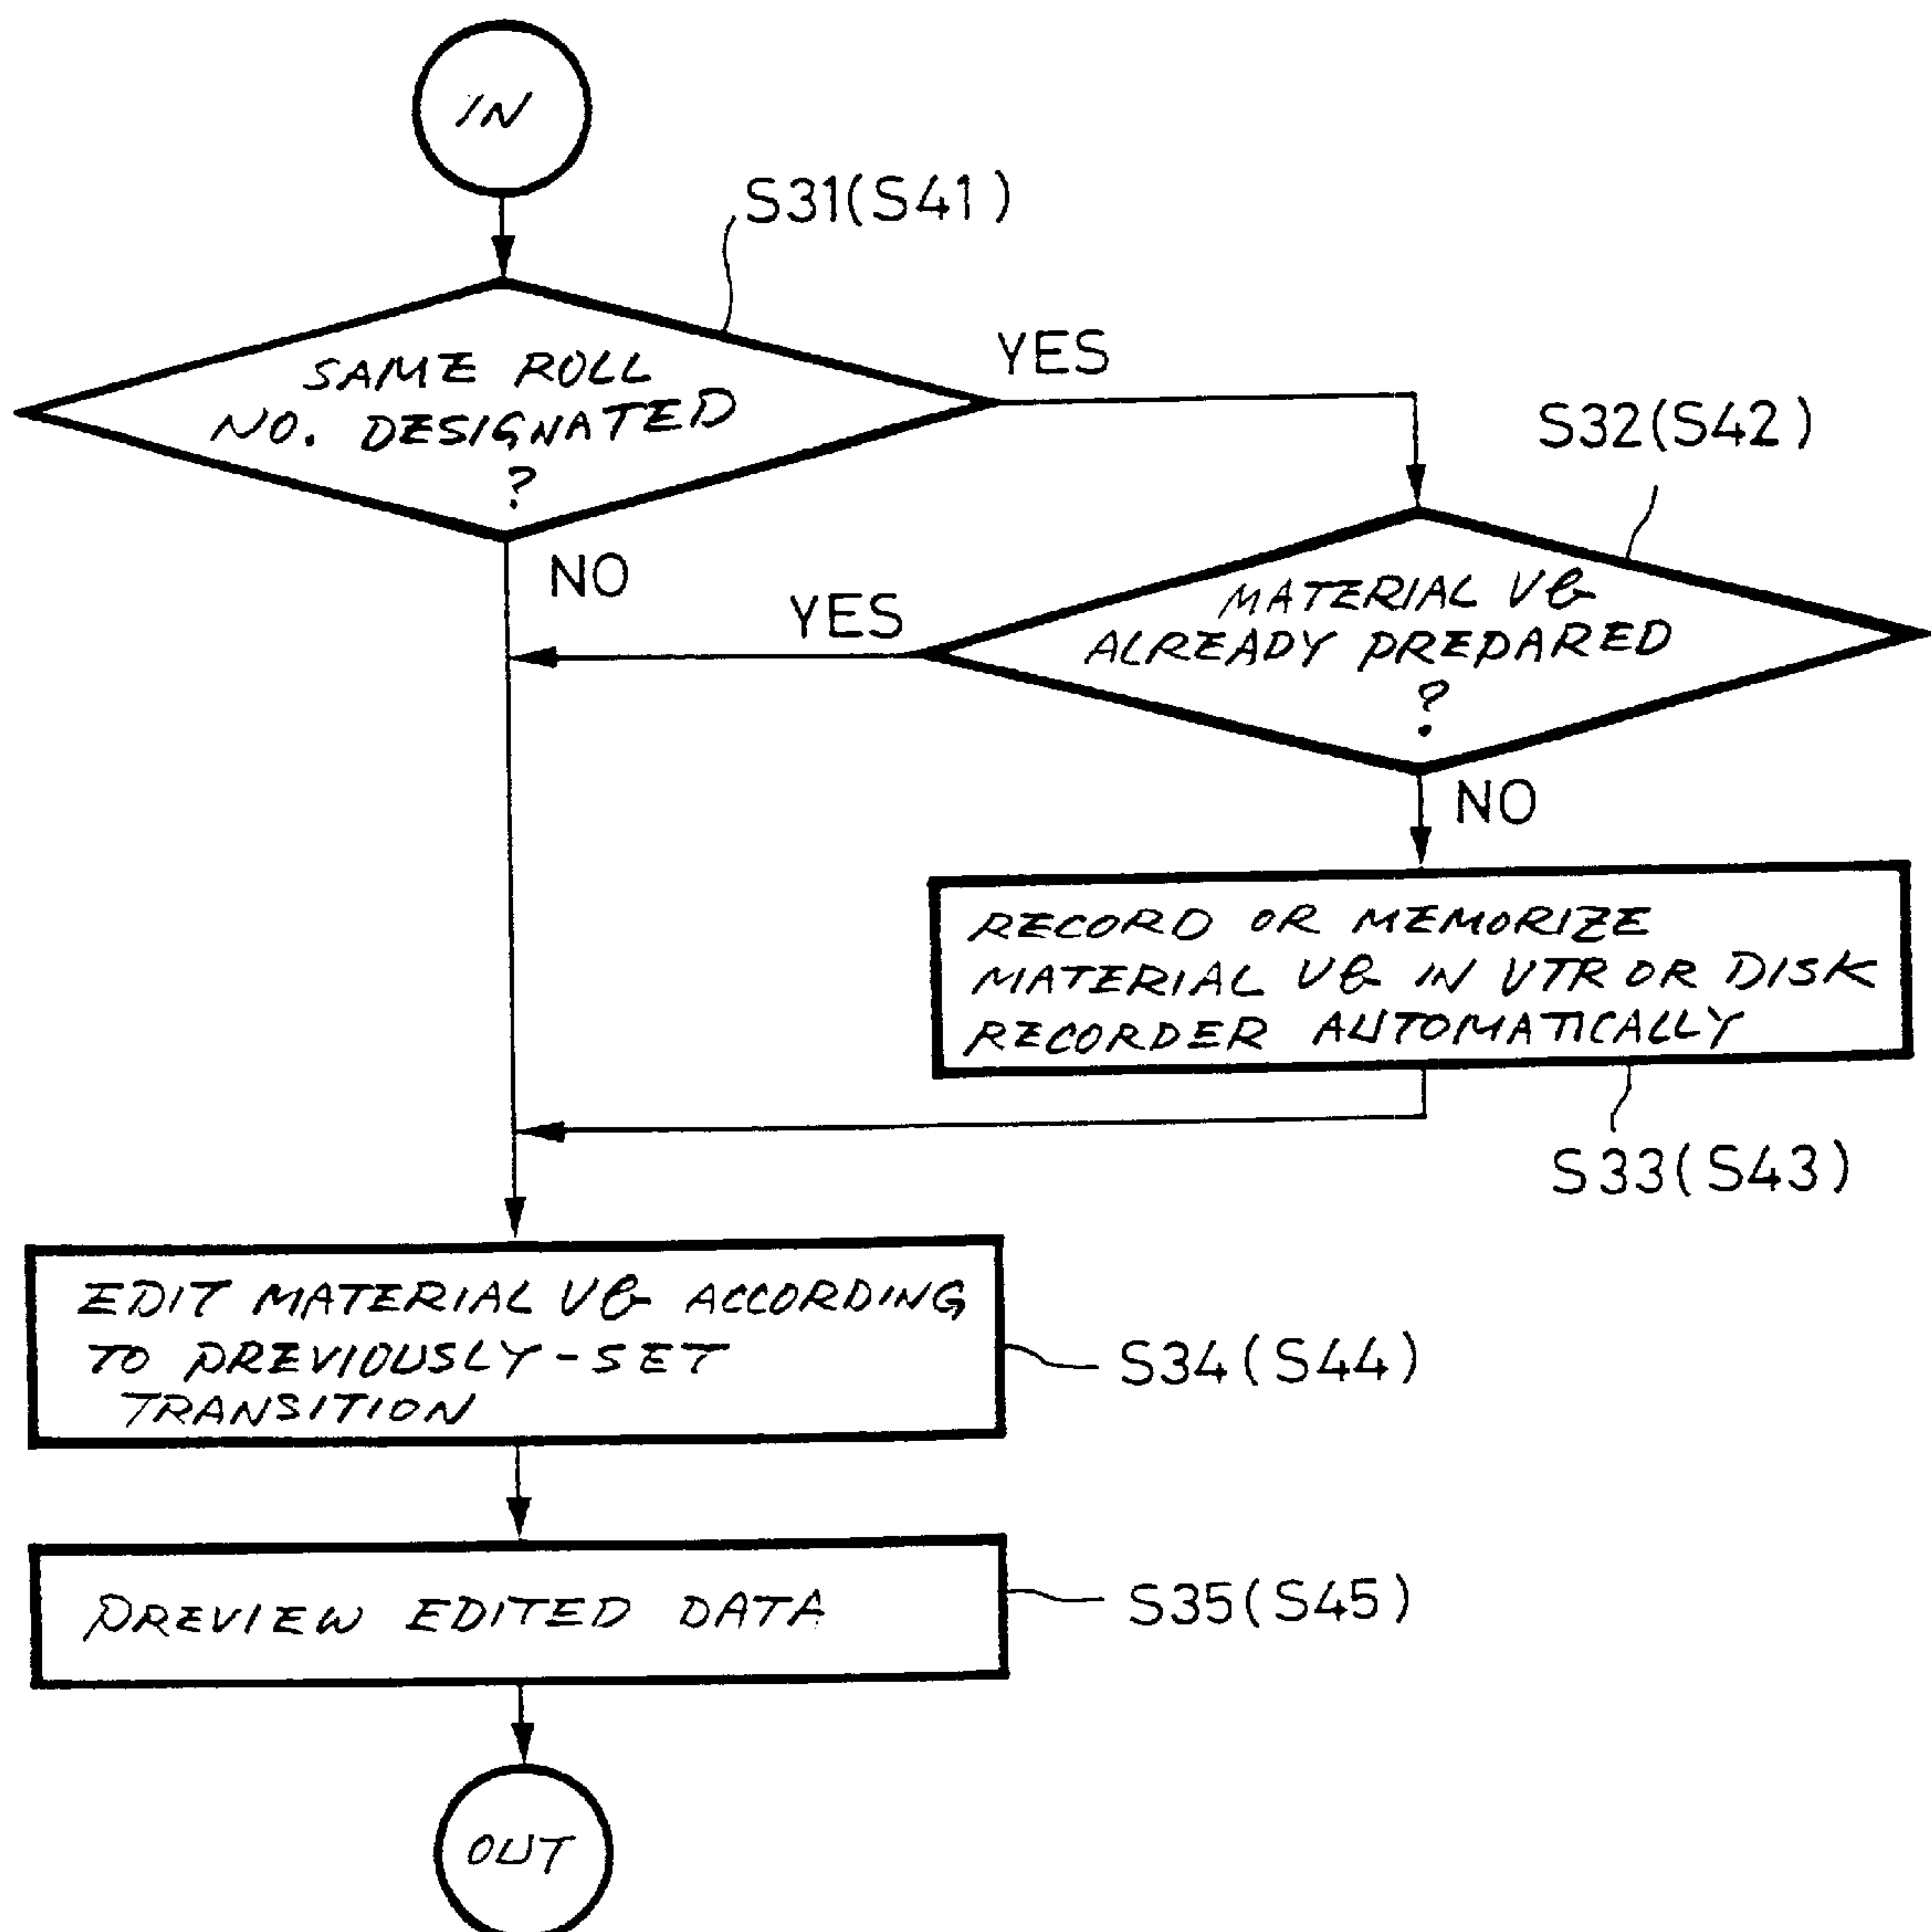 IN
S31(S41)
SAME ROLL
NO. DESIGNATED
?
YES
NO
S32(S42)
MATERIAL VB
ALREADY PREPARED
?
YES
NO
RECORD OR MEMORIZE
MATERIAL VB IN VTR OR DISK
RECORDER AUTOMATICALLY
S33(S43)
EDIT MATERIAL VB ACCORDING
TO PREVIOUSLY-SET
TRANSITION
S34(S44)
PREVIEW EDITED DATA
S35(S45)
OUT